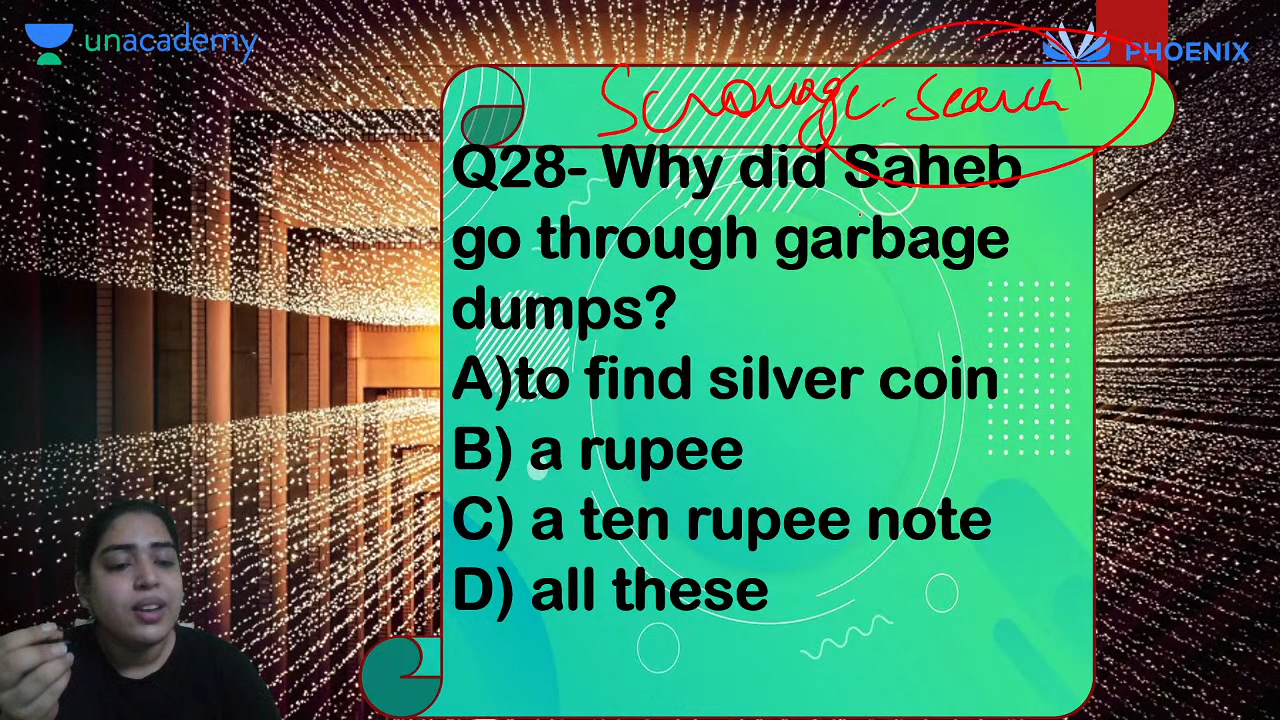 unacademy
PHOENIX
Scrounge - Search
Q28- Why did Saheb
go through garbage
dumps?
A)to find silver coin
B) a rupee
C) a ten rupee note
D) all these